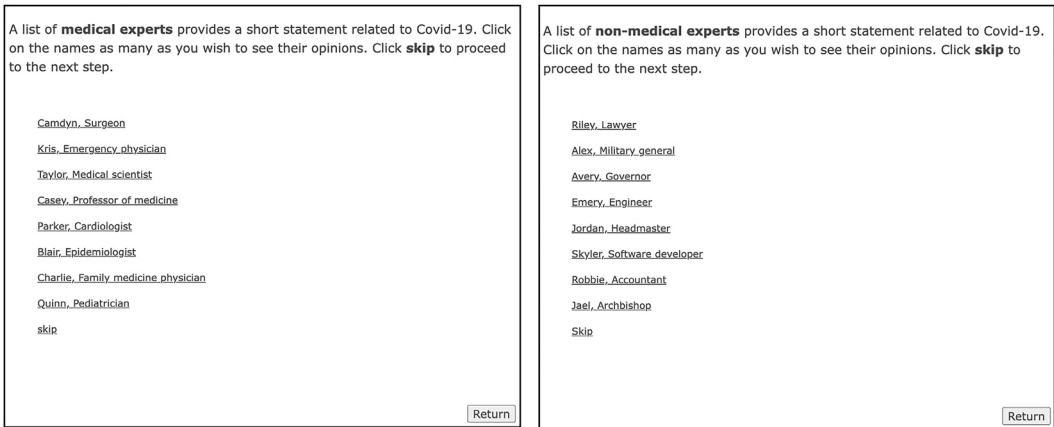 A list of medical experts provides a short statement related to Covid-19. Click
on the names as many as you wish to see their opinions. Click skip to proceed
to the next step.
Camdyn, Surgeon
Kris, Emergency physician
Taylor, Medical scientist
Casey, Professor of medicine
Parker, Cardiologist
Blair, Epidemiologist
Charlie, Family medicine physician
Quinn, Pediatrician
skip
Return
A list of non-medical experts provides a short statement related to Covid-19.
Click on the names as many as you wish to see their opinions. Click skip to
proceed to the next step.
Riley, Lawyer
Alex, Military general
Avery, Governor
Emery, Engineer
Jordan, Headmaster
Skyler, Software developer
Robbie, Accountant
Jael, Archbishop
Skip
Return